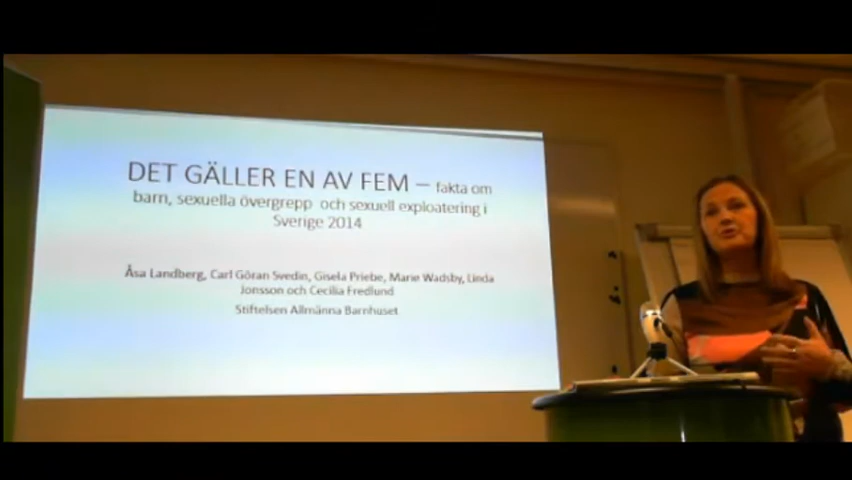 DET GÄLLER EN AV FEM – fakta om
barn, sexuella övergrepp och sexuell exploatering i
Sverige 2014
Åsa Landberg, Carl Göran Svedin, Gisela Priebe, Marie Wadsby, Linda
Jonsson och Cecilia Fredlund
Stiftelsen Allmänna Barnhuset